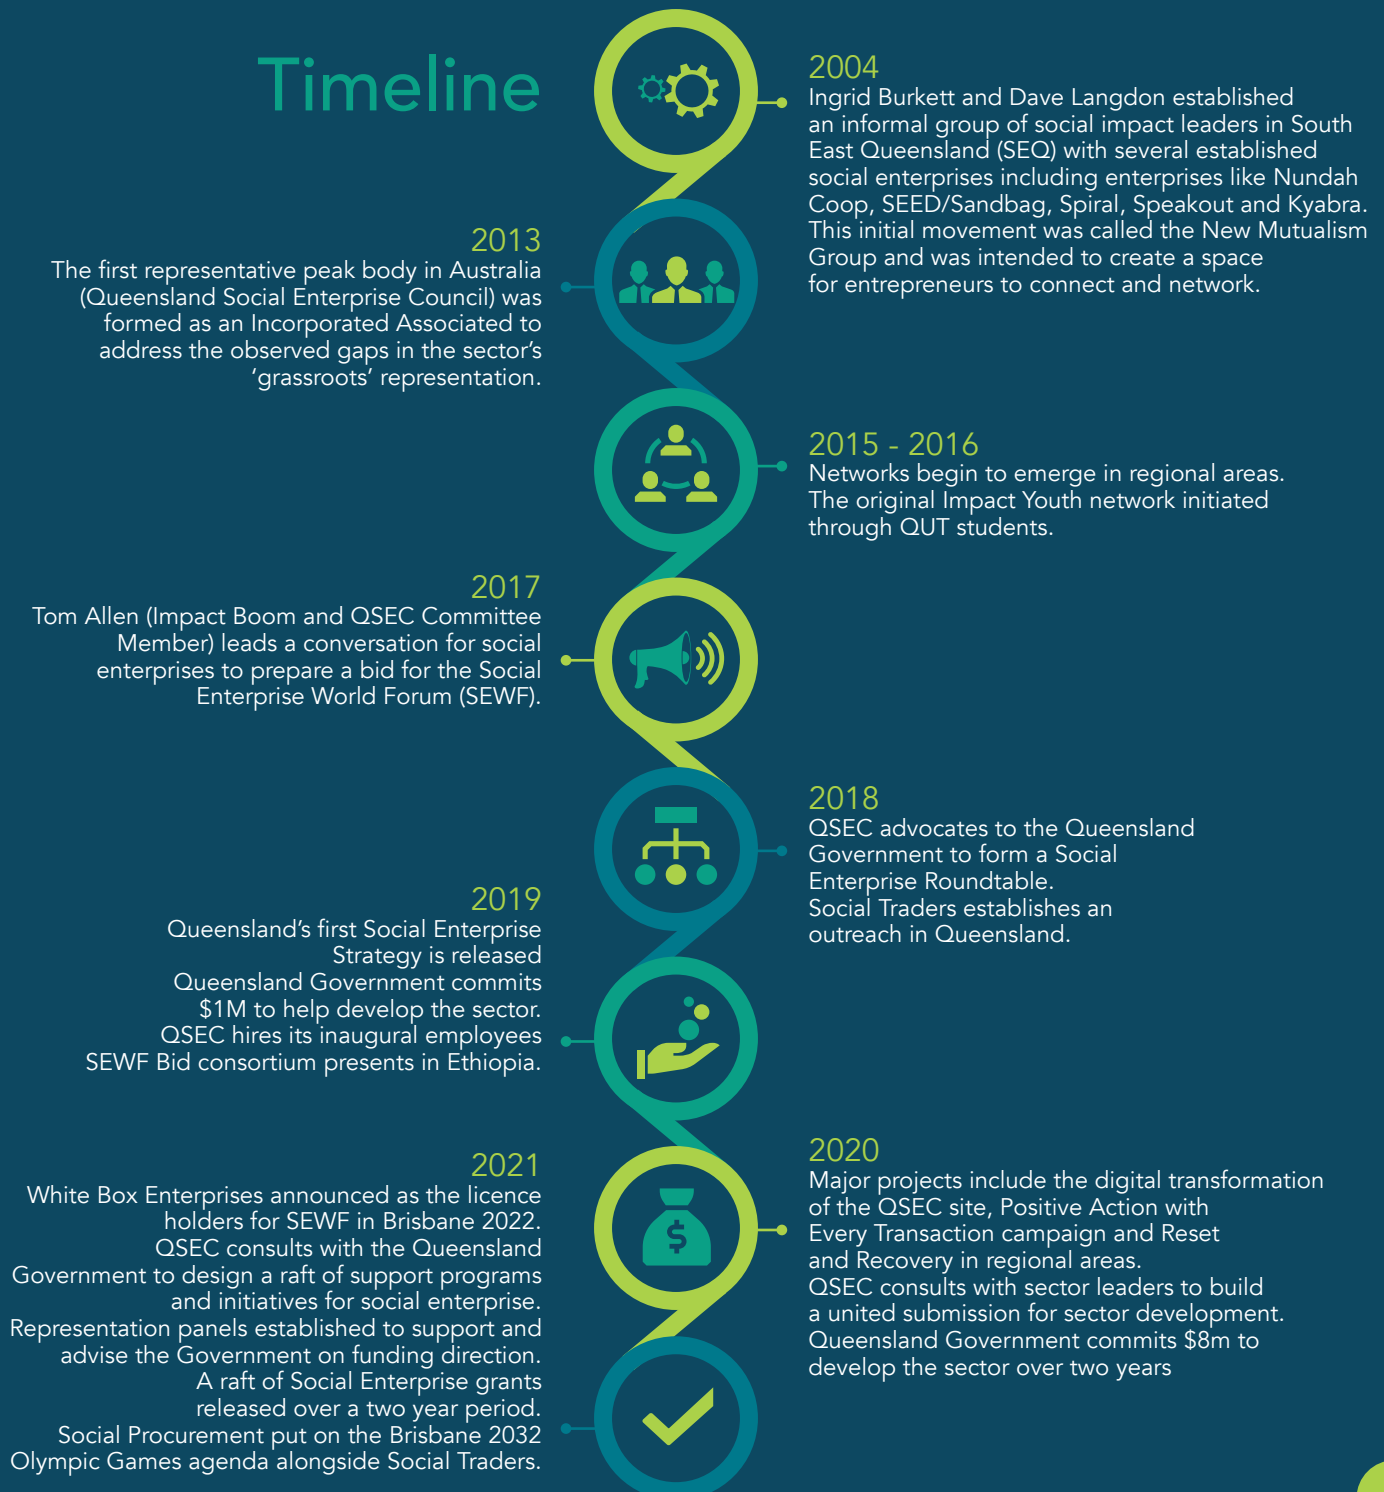 Timeline
2004
Ingrid Burkett and Dave Langdon established
an informal group of social impact leaders in South
East Queensland (SEQ) with several established
social enterprises including enterprises like Nundah
Coop, SEED/Sandbag, Spiral, Speakout and Kyabra.
This initial movement was called the New Mutualism
Group and was intended to create a space
for entrepreneurs to connect and network.
2013
The first representative peak body in Australia
(Queensland Social Enterprise Council) was
formed as an Incorporated Associated to
address the observed gaps in the sector’s
‘grassroots’ representation.
2015 - 2016
Networks begin to emerge in regional areas.
The original Impact Youth network initiated
through QUT students.
2017
Tom Allen (Impact Boom and QSEC Committee
Member) leads a conversation for social
enterprises to prepare a bid for the Social
Enterprise World Forum (SEWF).
2018
QSEC advocates to the Queensland
Government to form a Social
Enterprise Roundtable.
Social Traders establishes an
outreach in Queensland.
2019
Queensland’s first Social Enterprise
Strategy is released
Queensland Government commits
$1M to help develop the sector.
QSEC hires its inaugural employees
SEWF Bid consortium presents in Ethiopia.
2020
Major projects include the digital transformation
of the QSEC site, Positive Action with
Every Transaction campaign and Reset
and Recovery in regional areas.
QSEC consults with sector leaders to build
a united submission for sector development.
Queensland Government commits $8m to
develop the sector over two years
$
2021
White Box Enterprises announced as the licence
holders for SEWF in Brisbane 2022.
QSEC consults with the Queensland
Government to design a raft of support programs
and initiatives for social enterprise.
Representation panels established to support and
advise the Government on funding direction.
A raft of Social Enterprise grants
released over a two year period.
Social Procurement put on the Brisbane 2032
Olympic Games agenda alongside Social Traders.